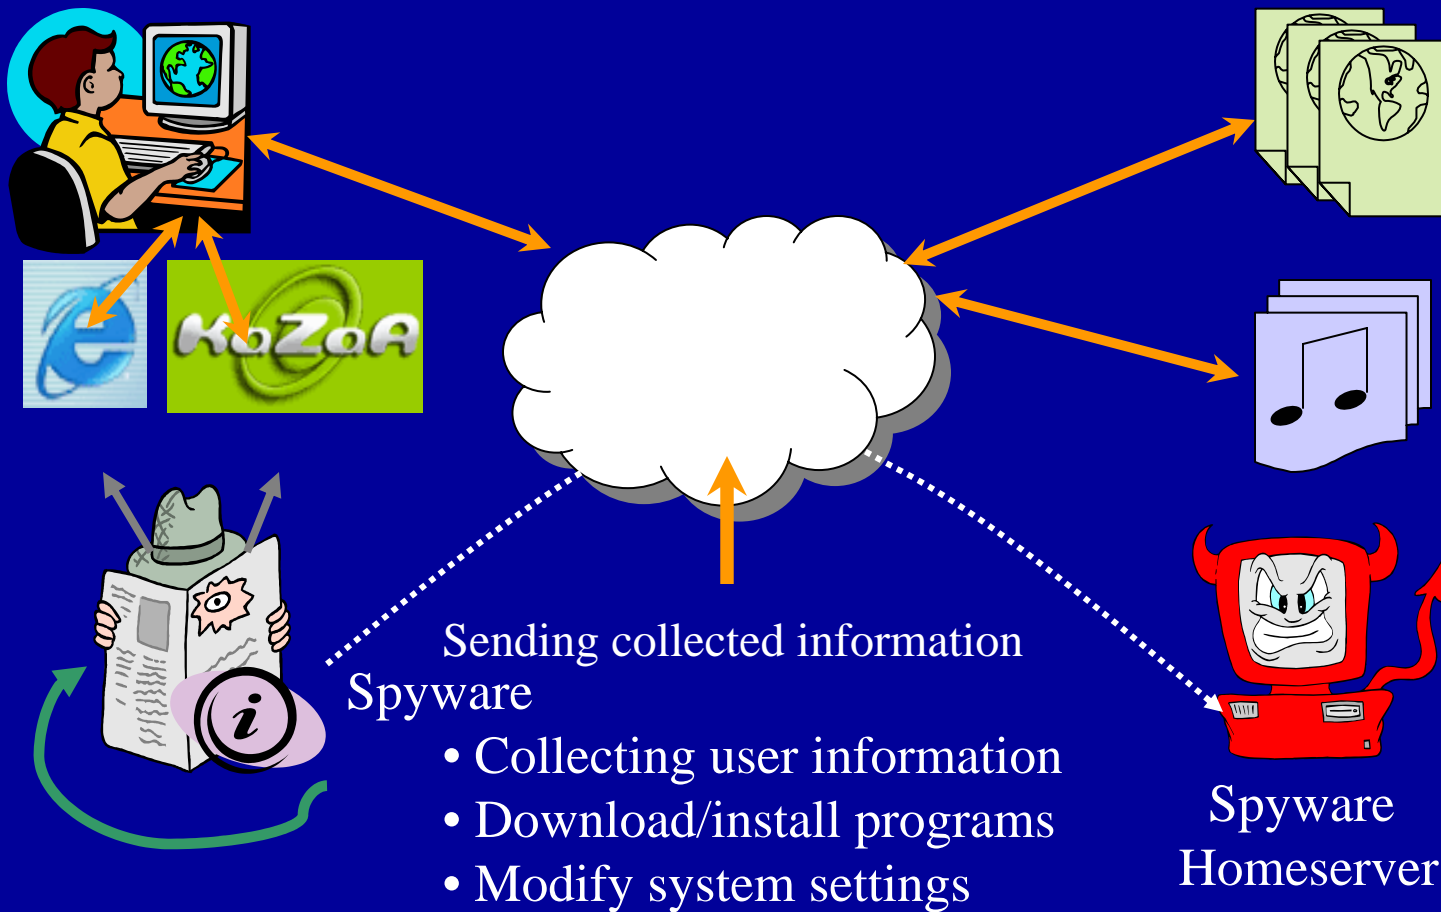 e
KaZaA
i
Sending collected information
Spyware
• Collecting user information
• Download/install programs
• Modify system settings
Spyware
Homeserver